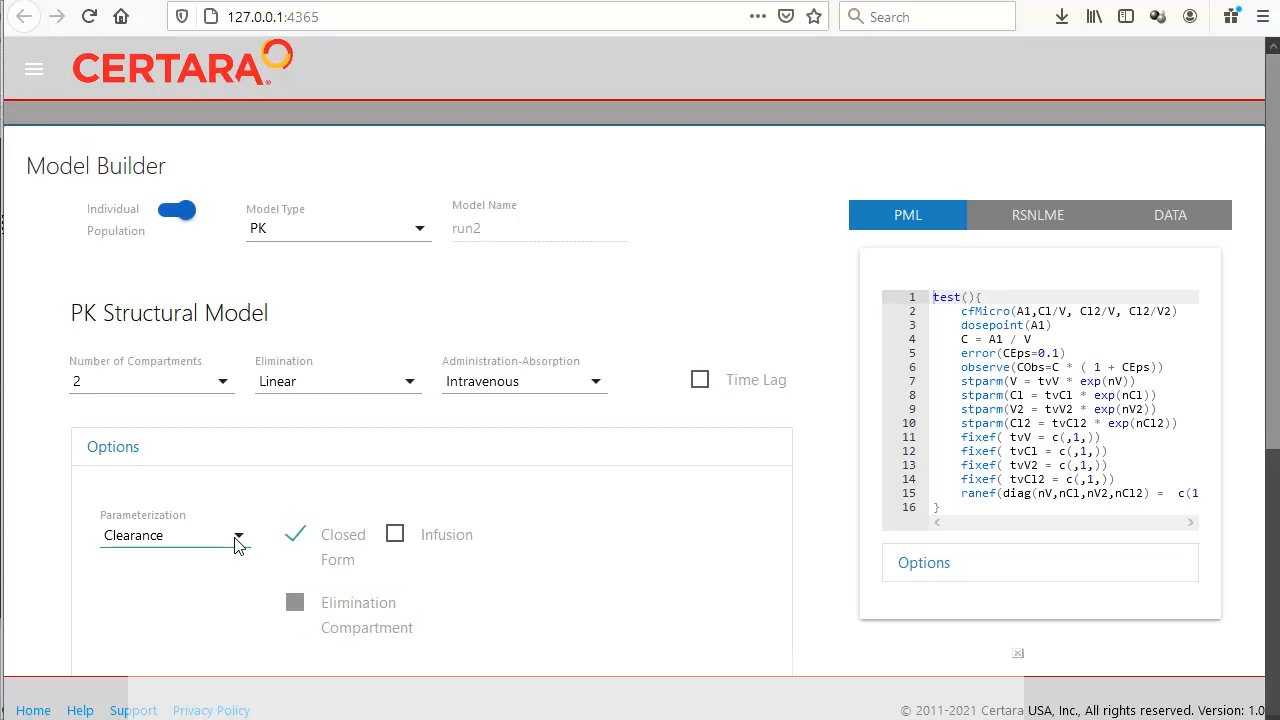 127.0.0.1:4365
Search
CERTARA
Model Builder
Individual
Population
Model Type
PK
Model Name
run2
PML
RSNLME
DATA
PK Structural Model
Number of Compartments
2
Elimination
Linear
Administration-Absorption
Intravenous
Time Lag
Options
Parameterization
Clearance
Closed
Form
Infusion
Elimination
Compartment
1 test(){
2 cfMicro(A1,Cl/V, Cl2/V, Cl2/V2)
3 dosepoint(A1)
4 C = A1 / V
5 error(CEps=0.1)
6 observe(CObs=C * ( 1 + CEps))
7 stparm(V = tvV * exp(nV))
8 stparm(Cl = tvCl * exp(nCl))
9 stparm(V2 = tvV2 * exp(nV2))
10 stparm(Cl2 = tvCl2 * exp(nCl2))
11 fixef( tvV = c(,1,))
12 fixef( tvCl = c(,1,))
13 fixef( tvV2 = c(,1,))
14 fixef( tvCl2 = c(,1,))
15 ranef(diag(nV,nCl,nV2,nCl2) = c(1
16 }
Options
Home Help Support Privacy Policy
© 2011-2021 Certara USA, Inc., All rights reserved. Version: 1.0